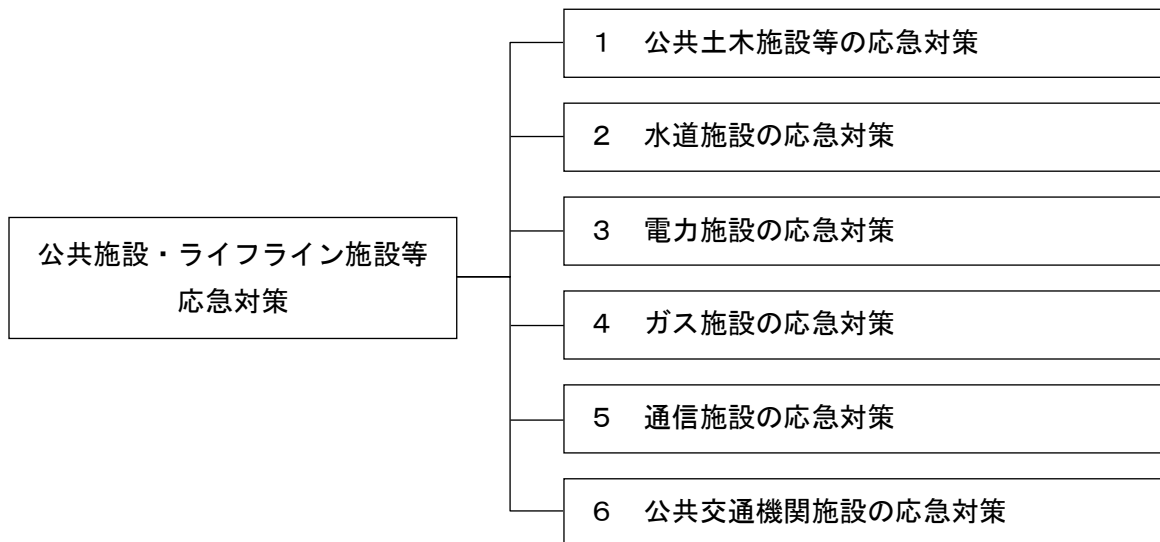 公共施設・ライフライン施設等
応急対策
１　公共土木施設等の応急対策
２　水道施設の応急対策
３　電力施設の応急対策
４　ガス施設の応急対策
５　通信施設の応急対策
６　公共交通機関施設の応急対策